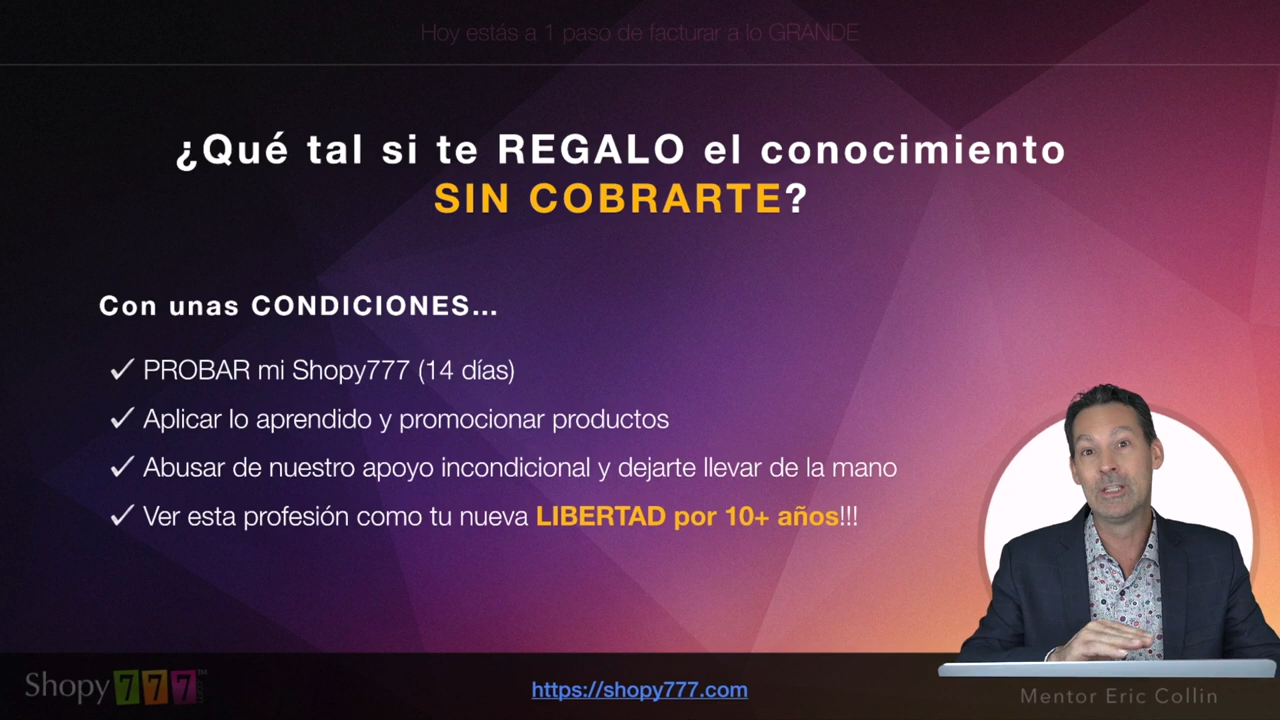 Hoy estás a 1 paso de facturar a lo GRANDE
¿Qué tal si te REGALO el conocimiento
SIN COBRARTE?
Con unas CONDICIONES...
✓ PROBAR mi Shopy777 (14 días)
✓ Aplicar lo aprendido y promocionar productos
✓ Abusar de nuestro apoyo incondicional y dejarte llevar de la mano
✓ Ver esta profesión como tu nueva LIBERTAD por 10+ años!!!
Shopy777™
https://shopy777.com
Mentor Eric Collin